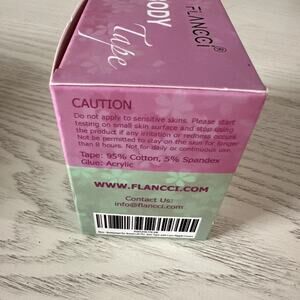 FLANCCI®
BODY
Tape
CAUTION
Do not apply to sensitive skins. Please start
testing on small skin surface and stop using
the product if any irritation or redness occurs.
Not be permitted to stay on the skin for longer
than 8 hours. Not for daily or continuous use.
Tape: 95% Cotton, 5% Spandex
Glue: Acrylic
WWW.FLANCCI.COM
Contact Us:
info@flancci.com